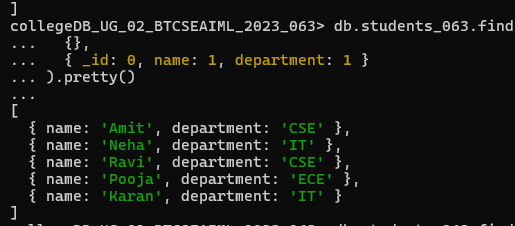 ]
collegeDB_UG_02_BTCSEAIML_2023_063> db.students_063.find
...   {},
...   { _id: 0, name: 1, department: 1 }
... ).pretty()
...
[
  { name: 'Amit', department: 'CSE' },
  { name: 'Neha', department: 'IT' },
  { name: 'Ravi', department: 'CSE' },
  { name: 'Pooja', department: 'ECE' },
  { name: 'Karan', department: 'IT' }
]